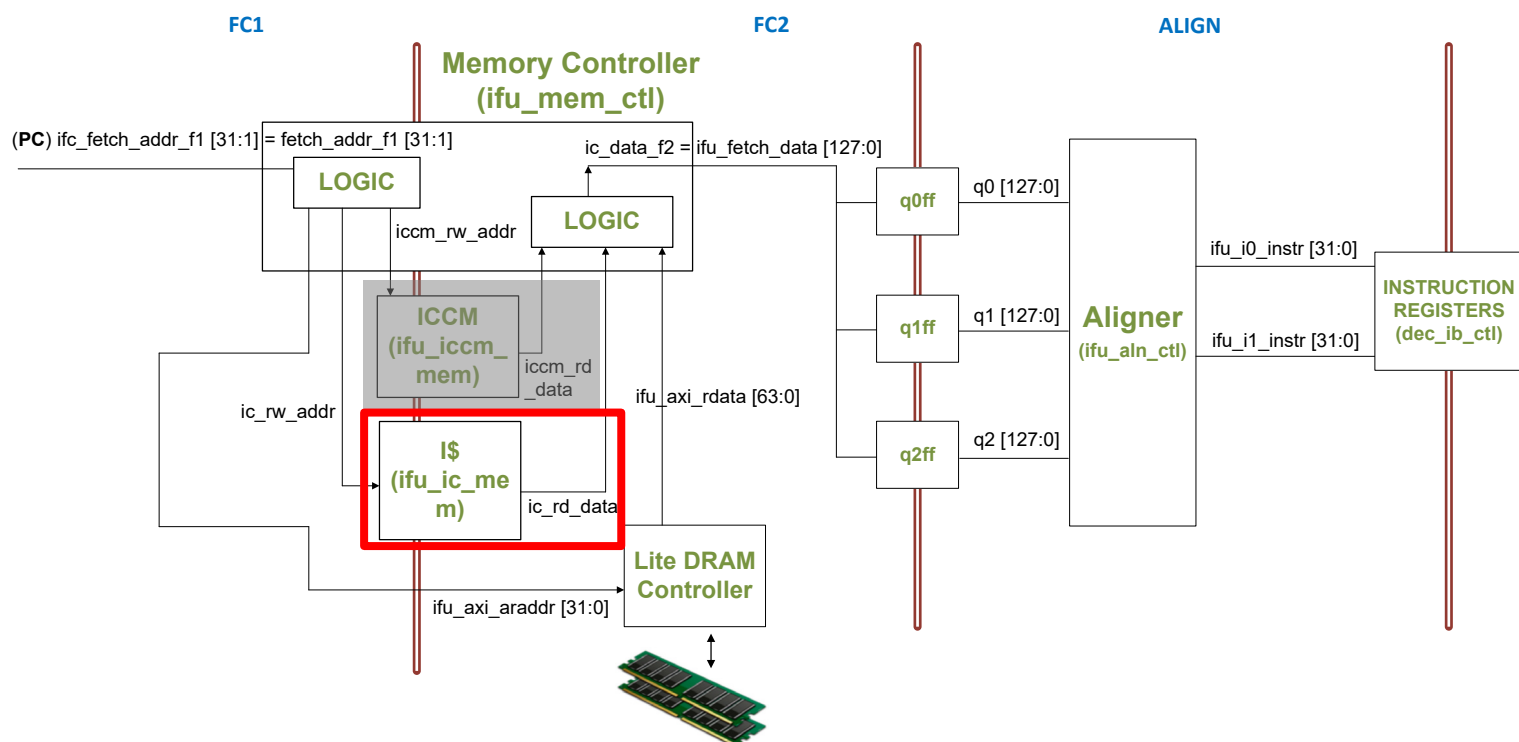 FC1
FC2
ALIGN
Memory Controller
(ifu_mem_ctl)
(PC) ifc_fetch_addr_f1 [31:1] = fetch_addr_f1 [31:1]
ic_data_f2 = ifu_fetch_data [127:0]
LOGIC
LOGIC
iccm_rw_addr
q0ff
q0 [127:0]
ifu_i0_instr [31:0]
ICCM
(ifu_iccm_
mem)
iccm_rd
_data
q1ff
q1 [127:0]
Aligner
(ifu_aln_ctl)
INSTRUCTION
REGISTERS
(dec_ib_ctl)
ifu_i1_instr [31:0]
ifu_axi_rdata [63:0]
ic_rw_addr
I$
(ifu_ic_me
m)
ic_rd_data
q2ff
q2 [127:0]
Lite DRAM
Controller
ifu_axi_araddr [31:0]